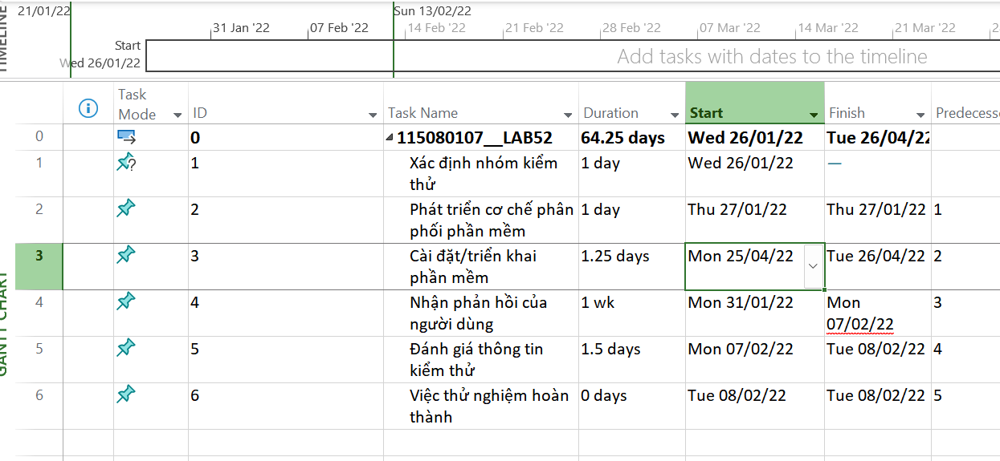 TIMELINE
21/01/22
Sun 13/02/22
31 Jan '22 07 Feb '22 14 Feb '22 21 Feb '22 28 Feb '22 07 Mar '22 14 Mar '22 21 Mar '22 2
Start
Wed 26/01/22
Add tasks with dates to the timeline
GANTT CHART
Task
Mode ID Task Name Duration Start Finish Predecess
0 0 115080107__LAB52 64.25 days Wed 26/01/22 Tue 26/04/22
1 1 Xác định nhóm kiểm 1 day Wed 26/01/22 —
thử
2 2 Phát triển cơ chế phân 1 day Thu 27/01/22 Thu 27/01/22 1
phối phần mềm
3 3 Cài đặt/triển khai 1.25 days Mon 25/04/22 Tue 26/04/22 2
phần mềm
4 4 Nhận phản hồi của 1 wk Mon 31/01/22 Mon 3
người dùng 07/02/22
5 5 Đánh giá thông tin 1.5 days Mon 07/02/22 Tue 08/02/22 4
kiểm thử
6 6 Việc thử nghiệm hoàn 0 days Tue 08/02/22 Tue 08/02/22 5
thành